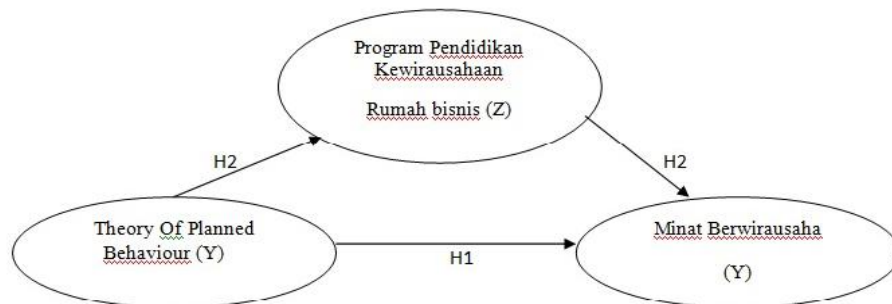 Program Pendidikan
Kewirausahaan
Rumah bisnis (Z)
H2
H2
Theory Of Planned
Behaviour (Y)
H1
Minat Berwirausaha
(Y)